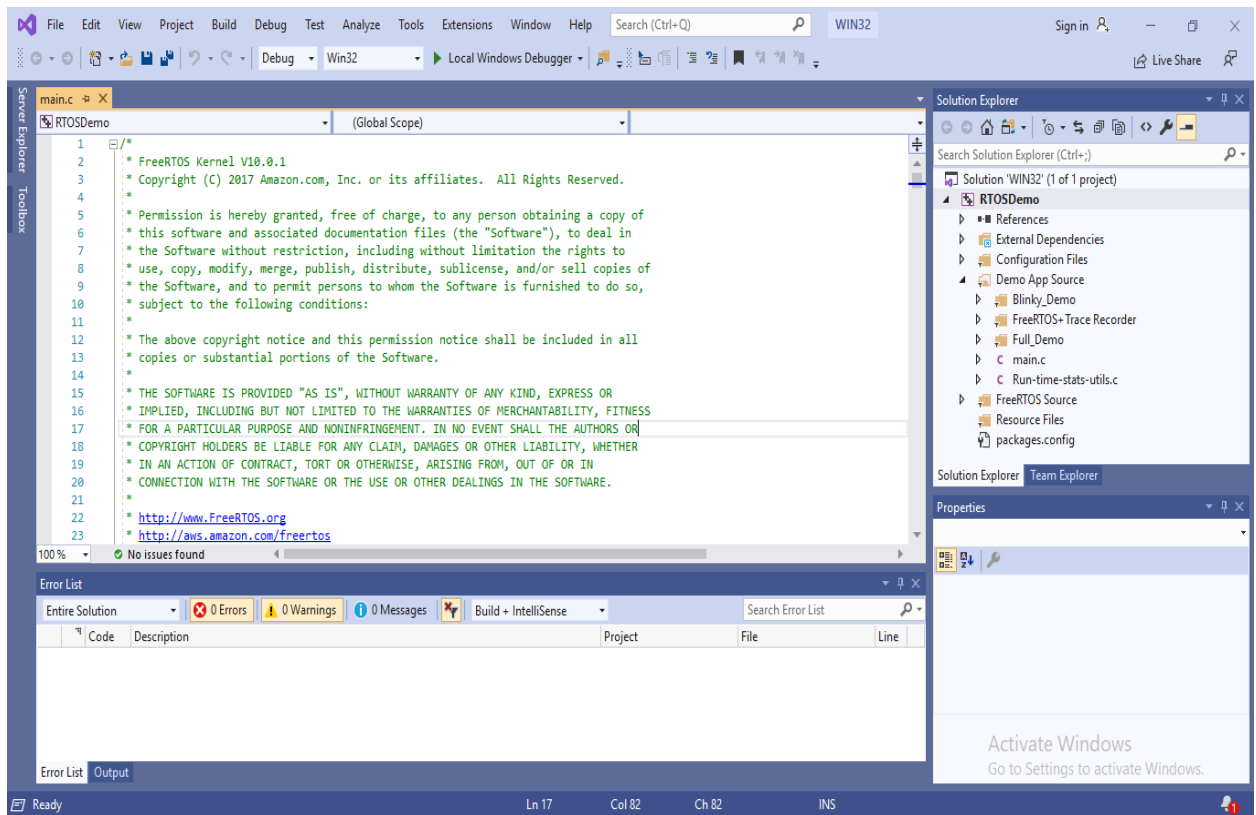 File Edit View Project Build Debug Test Analyze Tools Extensions Window Help Search (Ctrl+Q) WIN32 Sign in
Debug Win32 Local Windows Debugger Live Share
Server Explorer
Toolbox
main.c
RTOSDemo (Global Scope)
1 /*
2 * FreeRTOS Kernel V10.0.1
3 * Copyright (C) 2017 Amazon.com, Inc. or its affiliates.  All Rights Reserved.
4 *
5 * Permission is hereby granted, free of charge, to any person obtaining a copy of
6 * this software and associated documentation files (the "Software"), to deal in
7 * the Software without restriction, including without limitation the rights to
8 * use, copy, modify, merge, publish, distribute, sublicense, and/or sell copies of
9 * the Software, and to permit persons to whom the Software is furnished to do so,
10 * subject to the following conditions:
11 *
12 * The above copyright notice and this permission notice shall be included in all
13 * copies or substantial portions of the Software.
14 *
15 * THE SOFTWARE IS PROVIDED "AS IS", WITHOUT WARRANTY OF ANY KIND, EXPRESS OR
16 * IMPLIED, INCLUDING BUT NOT LIMITED TO THE WARRANTIES OF MERCHANTABILITY, FITNESS
17 * FOR A PARTICULAR PURPOSE AND NONINFRINGEMENT. IN NO EVENT SHALL THE AUTHORS OR
18 * COPYRIGHT HOLDERS BE LIABLE FOR ANY CLAIM, DAMAGES OR OTHER LIABILITY, WHETHER
19 * IN AN ACTION OF CONTRACT, TORT OR OTHERWISE, ARISING FROM, OUT OF OR IN
20 * CONNECTION WITH THE SOFTWARE OR THE USE OR OTHER DEALINGS IN THE SOFTWARE.
21 *
22 * http://www.FreeRTOS.org
23 * http://aws.amazon.com/freertos
100 % No issues found
Error List
Entire Solution 0 Errors 0 Warnings 0 Messages Build + IntelliSense Search Error List
Code Description Project File Line
Error List Output
Solution Explorer
Search Solution Explorer (Ctrl+;)
Solution 'WIN32' (1 of 1 project)
RTOSDemo
References
External Dependencies
Configuration Files
Demo App Source
Blinky_Demo
FreeRTOS+Trace Recorder
Full_Demo
C main.c
C Run-time-stats-utils.c
FreeRTOS Source
Resource Files
packages.config
Solution Explorer Team Explorer
Properties
Activate Windows
Go to Settings to activate Windows.
Ready Ln 17 Col 82 Ch 82 INS 1